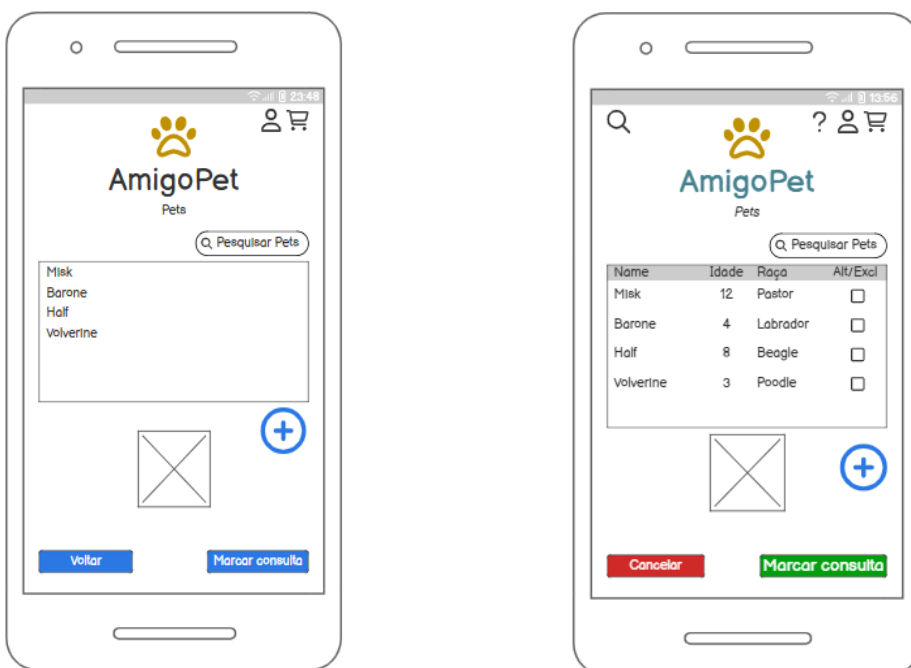 23:48
AmigoPet
Pets
Pesquisar Pets
Misk
Barone
Half
Volverine
Voltar
Marcar consulta
13:56
?
AmigoPet
Pets
Pesquisar Pets
Name Idade Raça Alt/Excl
Misk 12 Pastor
Barone 4 Labrador
Half 8 Beagle
Volverine 3 Poodle
Cancelar
Marcar consulta